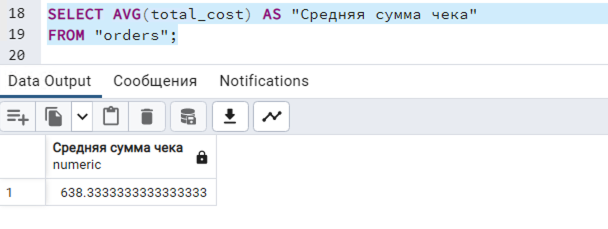 18 SELECT AVG(total_cost) AS "Средняя сумма чека"
19 FROM "orders";
20
Data Output Сообщения Notifications
Средняя сумма чека
numeric
1 638.3333333333333333